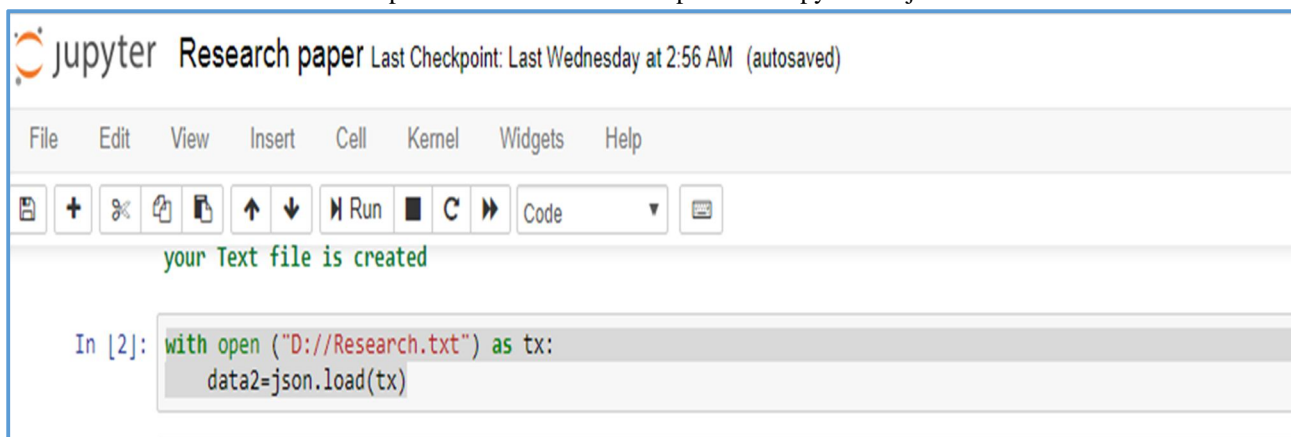 jupyter Research paper Last Checkpoint: Last Wednesday at 2:56 AM (autosaved)
File Edit View Insert Cell Kernel Widgets Help
Run Code
your Text file is created
In [2]: with open ("D://Research.txt") as tx:
data2=json.load(tx)